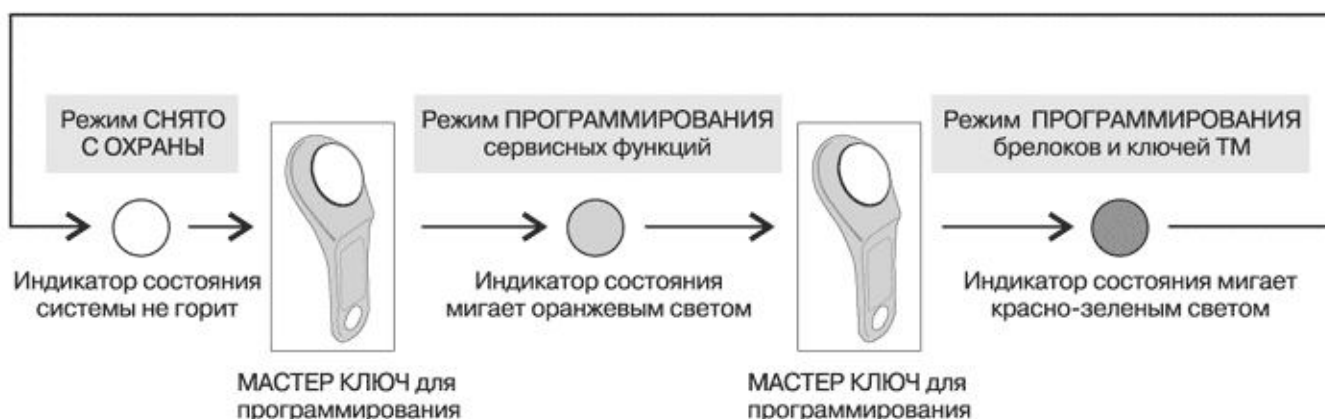 Режим СНЯТО
С ОХРАНЫ
Режим ПРОГРАММИРОВАНИЯ
сервисных функций
Режим ПРОГРАММИРОВАНИЯ
брелоков и ключей ТМ
Индикатор состояния
системы не горит
Индикатор состояния
мигает оранжевым светом
Индикатор состояния мигает
красно-зеленым светом
МАСТЕР КЛЮЧ для
программирования
МАСТЕР КЛЮЧ для
программирования